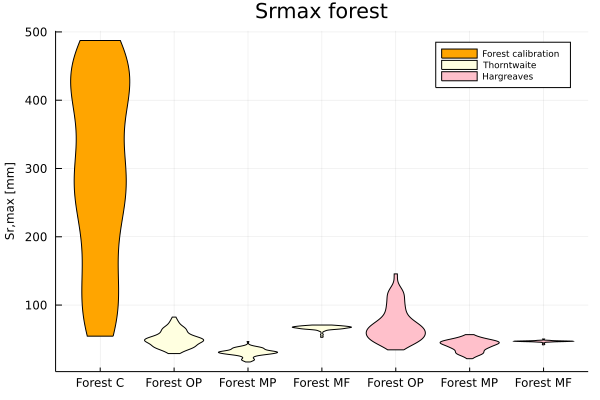 Srmax forest
Sr,max [mm]
500
400
300
200
100
Forest calibration
Thorntwaite
Hargreaves
Forest C Forest OP Forest MP Forest MF Forest OP Forest MP Forest MF